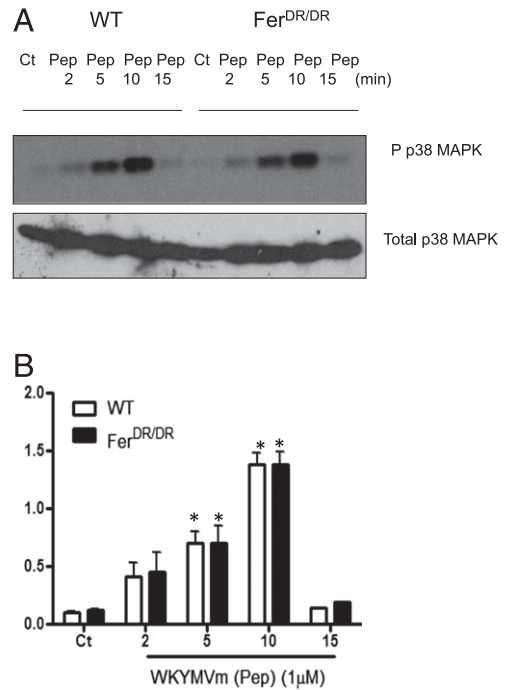 A
WT Fer^DR/DR
Ct Pep Pep Pep Pep Ct Pep Pep Pep Pep
2 5 10 15 2 5 10 15 (min)
P p38 MAPK
Total p38 MAPK
B
2.0
WT
Fer^DR/DR
1.5
* *
* *
1.0
0.5
0.0
Ct 2 5 10 15
WKYMVm (Pep) (1μM)